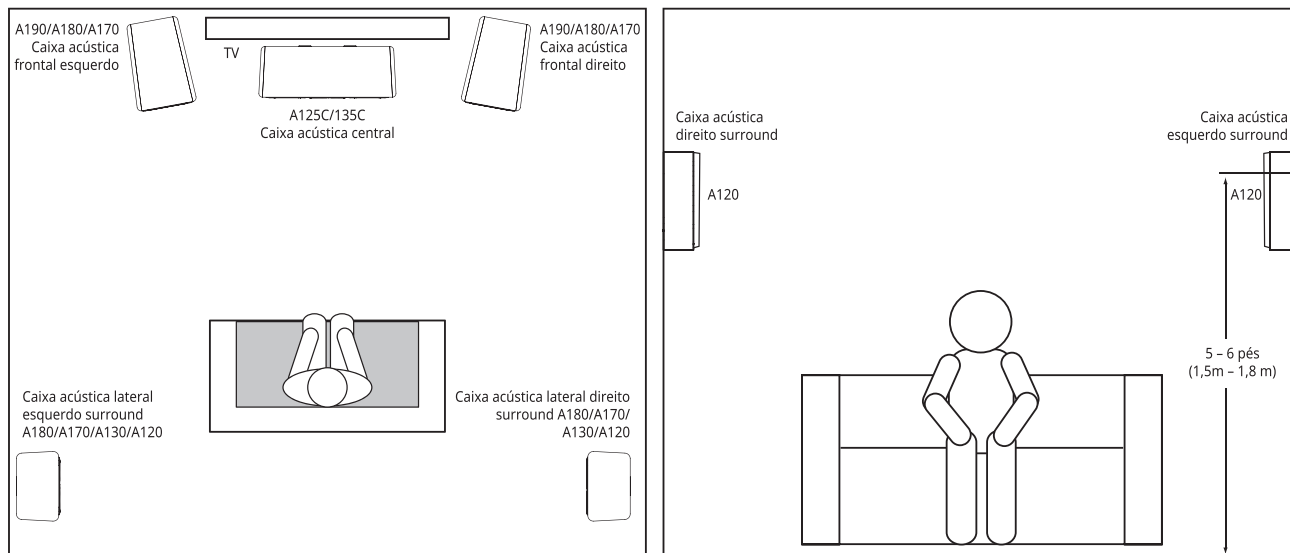 A190/A180/A170
Caixa acústica
frontal esquerdo
TV
A190/A180/A170
Caixa acústica
frontal direito
A125C/135C
Caixa acústica central
Caixa acústica lateral
esquerdo surround
A180/A170/A130/A120
Caixa acústica lateral direito
surround A180/A170/
A130/A120
Caixa acústica
direito surround
A120
Caixa acústica
esquerdo surround
A120
5 – 6 pés
(1,5m – 1,8 m)